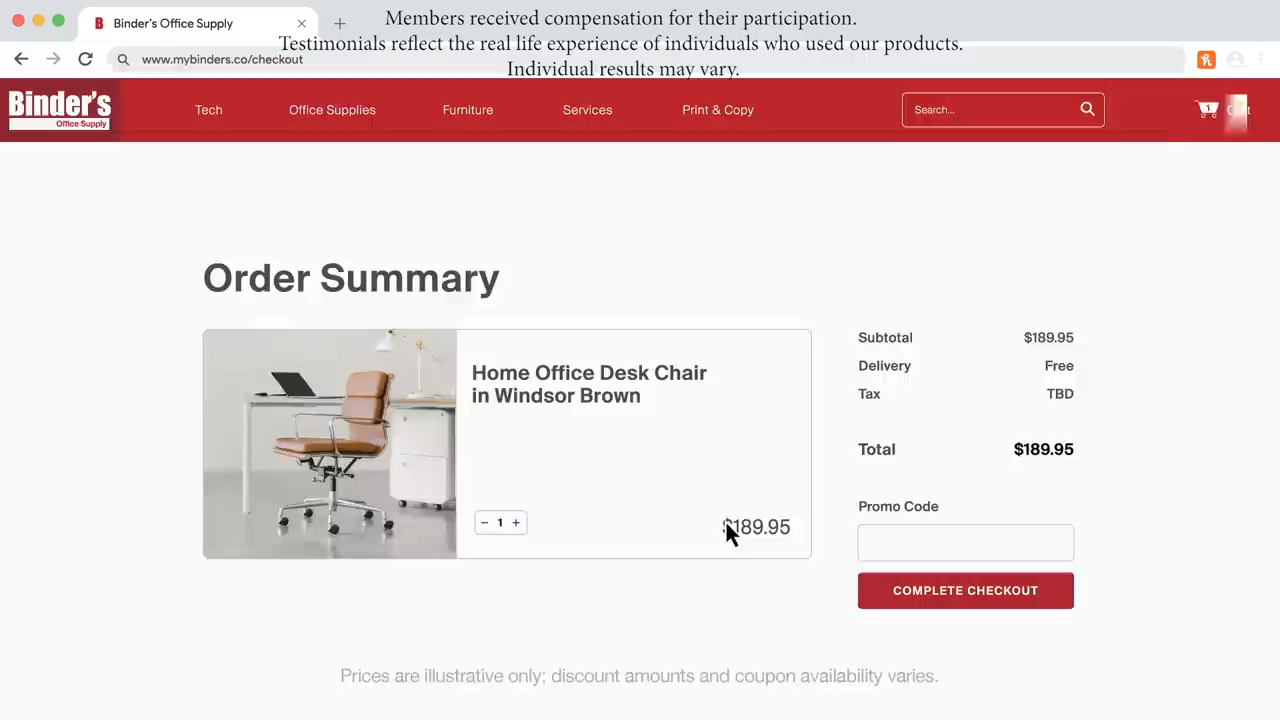 Binder's Office Supply
Members received compensation for their participation.
Testimonials reflect the real life experience of individuals who used our products.
www.mybinders.co/checkout
Individual results may vary.
Binder's
Office Supply
Tech
Office Supplies
Furniture
Services
Print & Copy
Search...
1
Order Summary
Home Office Desk Chair
in Windsor Brown
− 1 +
$189.95
Subtotal $189.95
Delivery Free
Tax TBD
Total $189.95
Promo Code
COMPLETE CHECKOUT
Prices are illustrative only; discount amounts and coupon availability varies.